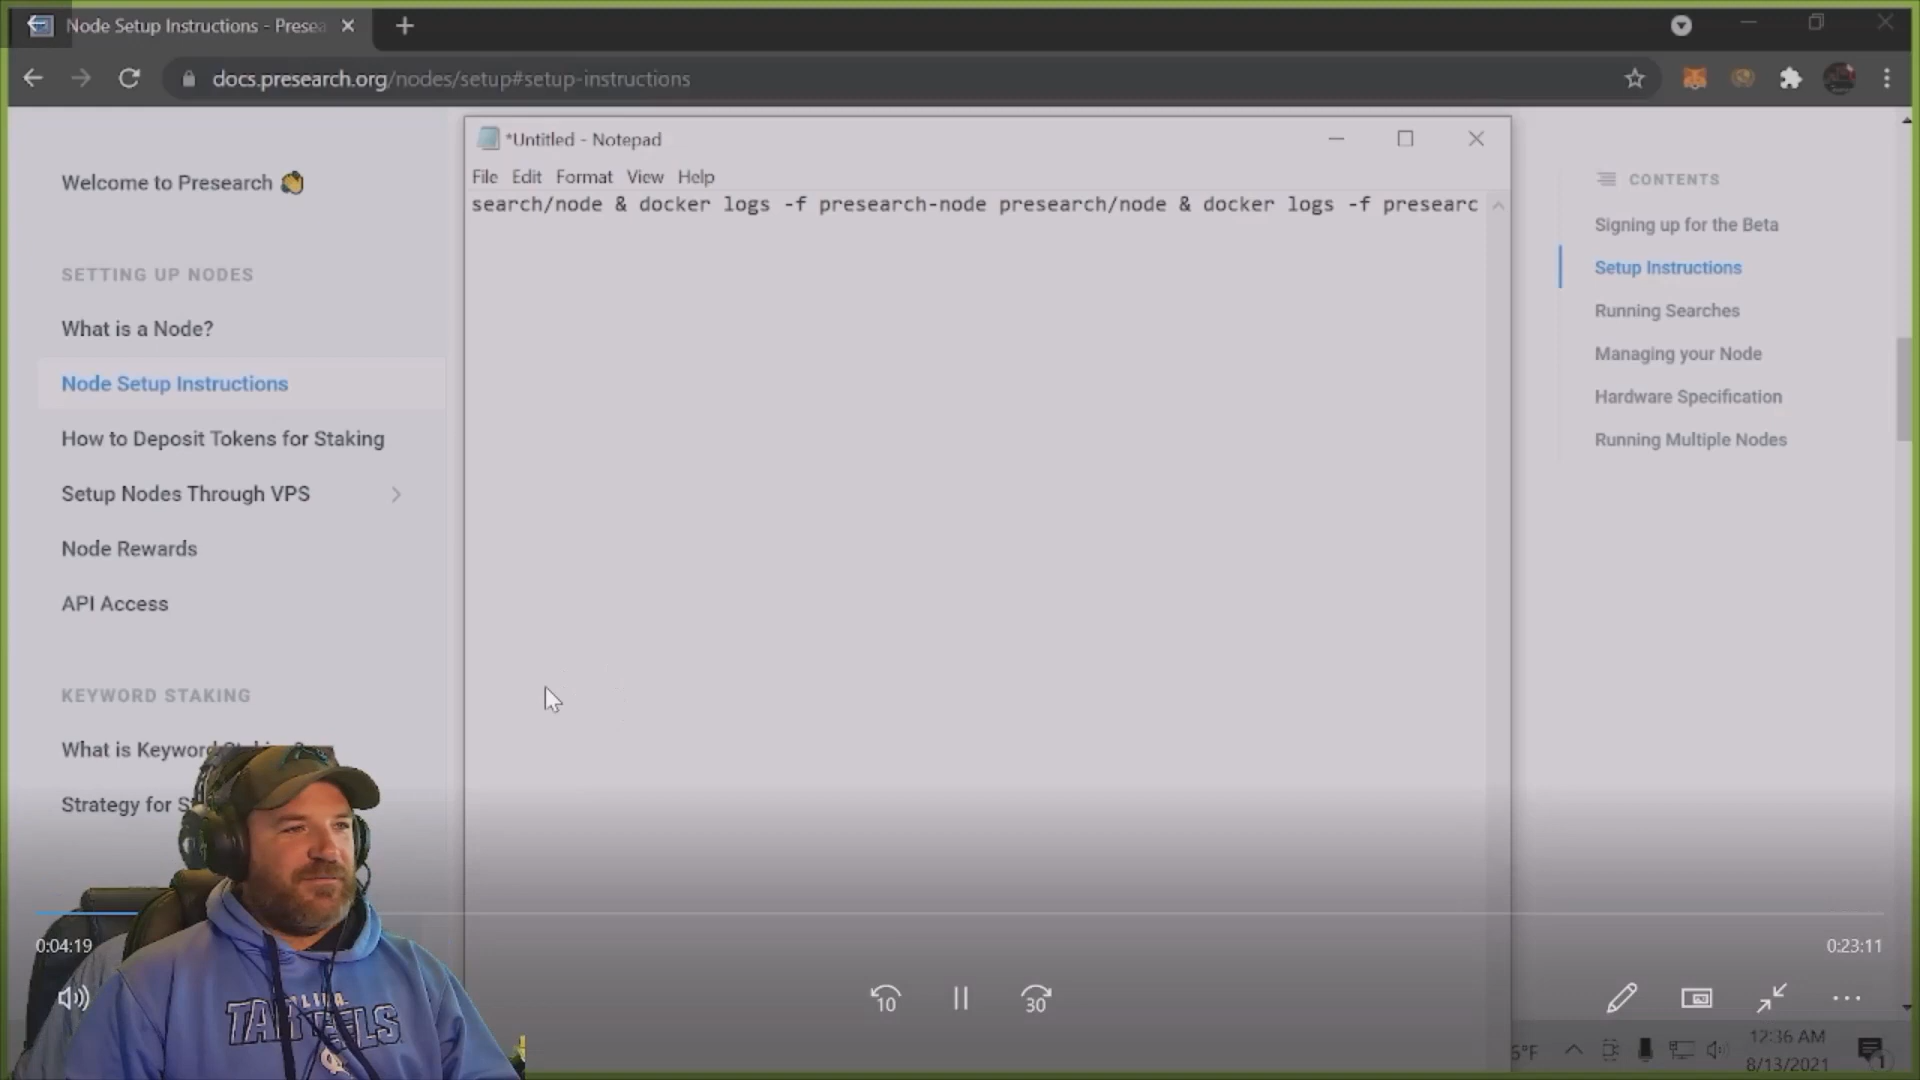 Node Setup Instructions - Presea
docs.presearch.org/nodes/setup#setup-instructions
Welcome to Presearch
SETTING UP NODES
What is a Node?
Node Setup Instructions
How to Deposit Tokens for Staking
Setup Nodes Through VPS
Node Rewards
API Access
KEYWORD STAKING
What is Keyword
Strategy for
*Untitled - Notepad
File Edit Format View Help
search/node & docker logs -f presearch-node presearch/node & docker logs -f presearc
CONTENTS
Signing up for the Beta
Setup Instructions
Running Searches
Managing your Node
Hardware Specification
Running Multiple Nodes
0:04:19
0:23:11
10
30
TAR HEELS
12:36 AM
8/13/2021
1